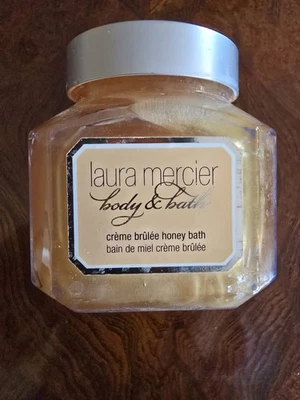 laura mercier
body & bath
crème brûlée honey bath
bain de miel crème brûlée